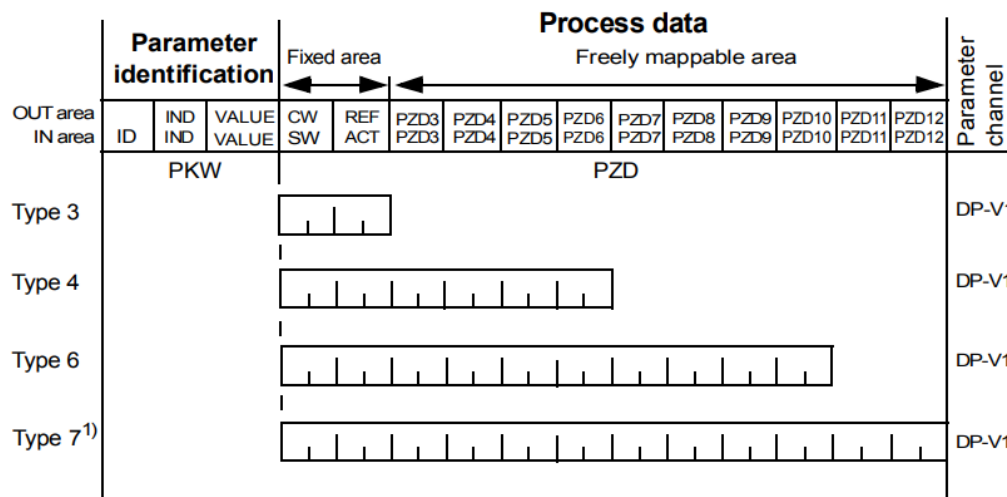 Process data
Parameter
identification
Fixed area
Freely mappable area
Parameter
channel
OUT area IND VALUE CW REF PZD3 PZD4 PZD5 PZD6 PZD7 PZD8 PZD9 PZD10 PZD11 PZD12
IN area ID IND VALUE SW ACT PZD3 PZD4 PZD5 PZD6 PZD7 PZD8 PZD9 PZD10 PZD11 PZD12
PKW PZD
Type 3 DP-V1
Type 4 DP-V1
Type 6 DP-V1
Type 7¹⁾ DP-V1